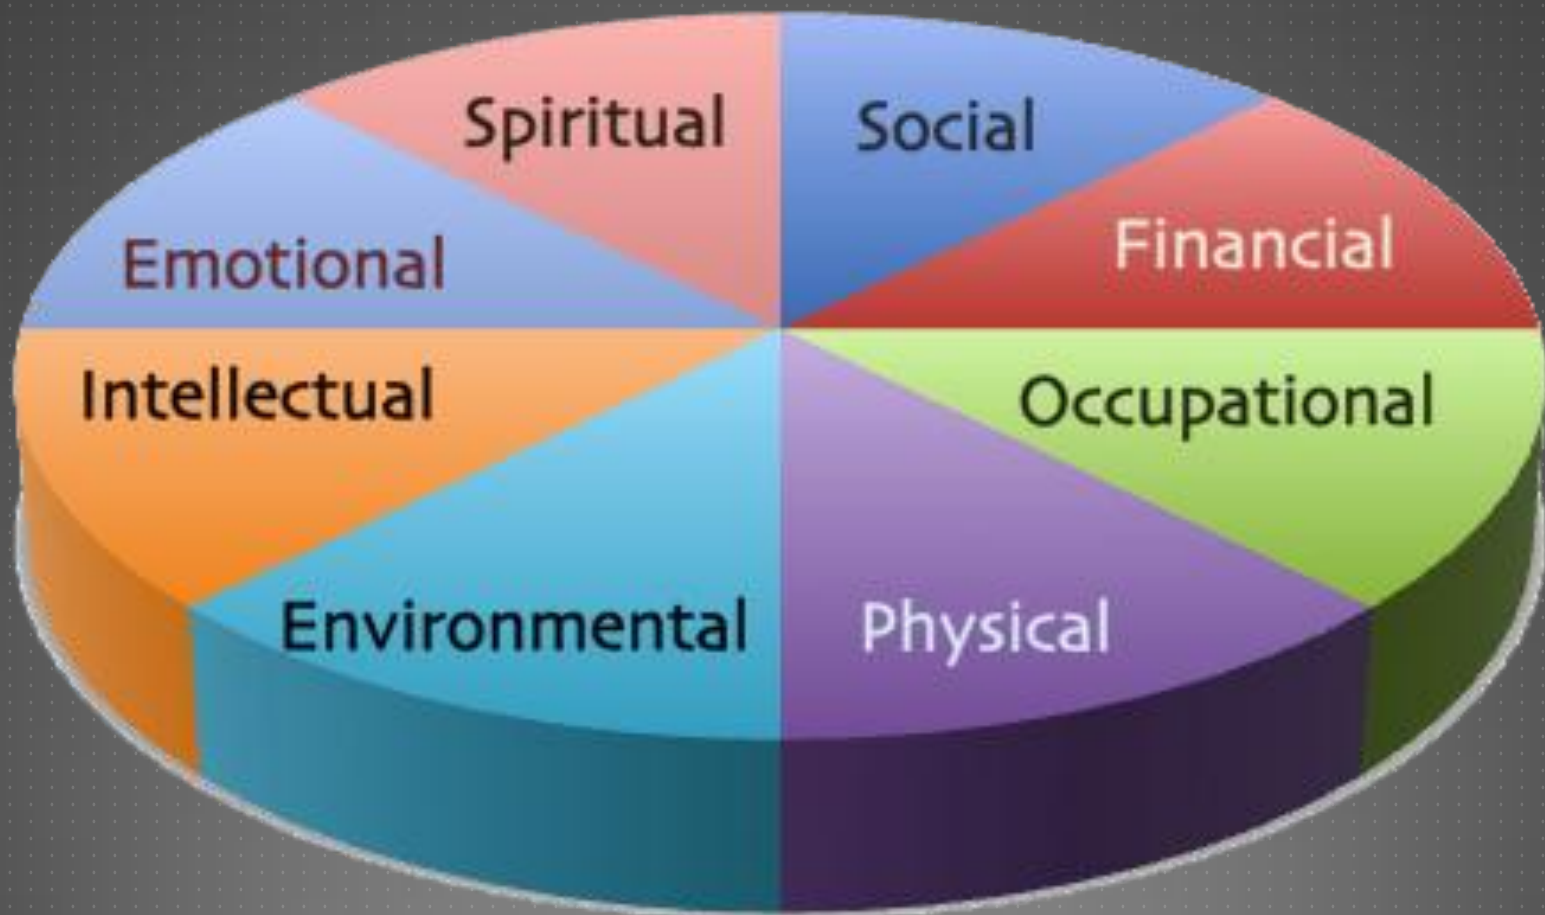 Spiritual
Social
Emotional
Financial
Intellectual
Occupational
Environmental
Physical